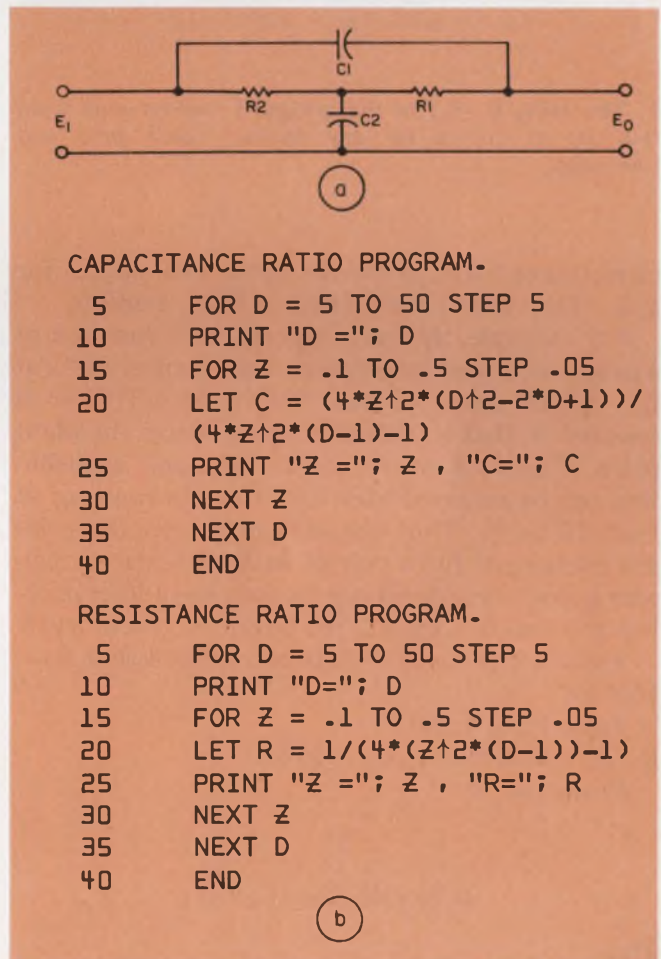 C1
R2 R1
E1 C2 EO
a
CAPACITANCE RATIO PROGRAM.
5 FOR D = 5 TO 50 STEP 5
10 PRINT "D ="; D
15 FOR Z = .1 TO .5 STEP .05
20 LET C = (4*Z↑2*(D↑2-2*D+1))/
(4*Z↑2*(D-1)-1)
25 PRINT "Z ="; Z , "C="; C
30 NEXT Z
35 NEXT D
40 END
RESISTANCE RATIO PROGRAM.
5 FOR D = 5 TO 50 STEP 5
10 PRINT "D="; D
15 FOR Z = .1 TO .5 STEP .05
20 LET R = 1/(4*(Z↑2*(D-1))-1)
25 PRINT "Z ="; Z , "R="; R
30 NEXT Z
35 NEXT D
40 END
b